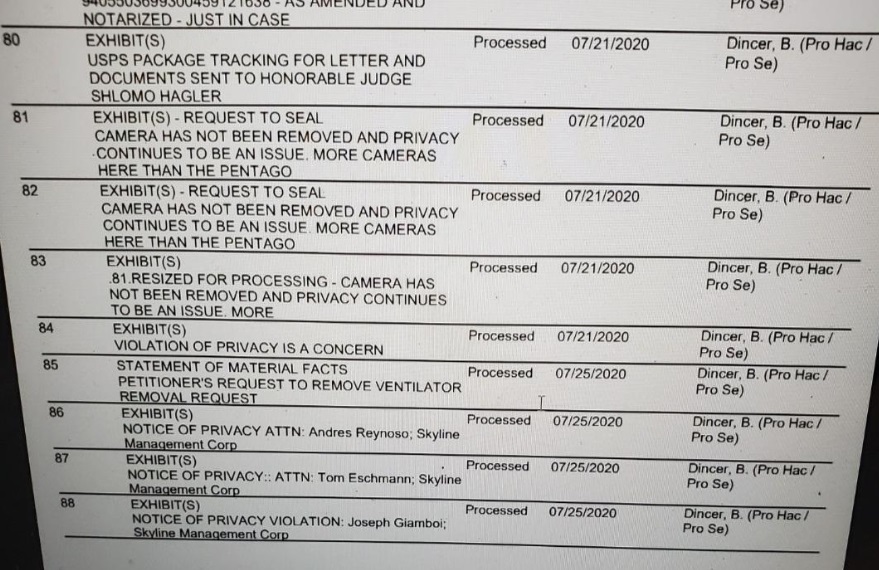 9405503699300459121638 - AS AMENDED AND
Pro Se)
NOTARIZED - JUST IN CASE
80 EXHIBIT(S) Processed 07/21/2020 Dincer, B. (Pro Hac /
USPS PACKAGE TRACKING FOR LETTER AND Pro Se)
DOCUMENTS SENT TO HONORABLE JUDGE
SHLOMO HAGLER
81 EXHIBIT(S) - REQUEST TO SEAL Processed 07/21/2020 Dincer, B. (Pro Hac /
CAMERA HAS NOT BEEN REMOVED AND PRIVACY Pro Se)
CONTINUES TO BE AN ISSUE. MORE CAMERAS
HERE THAN THE PENTAGO
82 EXHIBIT(S) - REQUEST TO SEAL Processed 07/21/2020 Dincer, B. (Pro Hac /
CAMERA HAS NOT BEEN REMOVED AND PRIVACY Pro Se)
CONTINUES TO BE AN ISSUE. MORE CAMERAS
HERE THAN THE PENTAGO
83 EXHIBIT(S) Processed 07/21/2020 Dincer, B. (Pro Hac /
.81.RESIZED FOR PROCESSING - CAMERA HAS Pro Se)
NOT BEEN REMOVED AND PRIVACY CONTINUES
TO BE AN ISSUE. MORE
84 EXHIBIT(S) Processed 07/21/2020 Dincer, B. (Pro Hac /
VIOLATION OF PRIVACY IS A CONCERN Pro Se)
85 STATEMENT OF MATERIAL FACTS Processed 07/25/2020 Dincer, B. (Pro Hac /
PETITIONER'S REQUEST TO REMOVE VENTILATOR Pro Se)
REMOVAL REQUEST
86 EXHIBIT(S) Processed 07/25/2020 Dincer, B. (Pro Hac /
NOTICE OF PRIVACY ATTN: Andres Reynoso; Skyline Pro Se)
Management Corp
87 EXHIBIT(S) Processed 07/25/2020 Dincer, B. (Pro Hac /
NOTICE OF PRIVACY:: ATTN: Tom Eschmann; Skyline Pro Se)
Management Corp
88 EXHIBIT(S) Processed 07/25/2020 Dincer, B. (Pro Hac /
NOTICE OF PRIVACY VIOLATION: Joseph Giamboi; Pro Se)
Skyline Management Corp